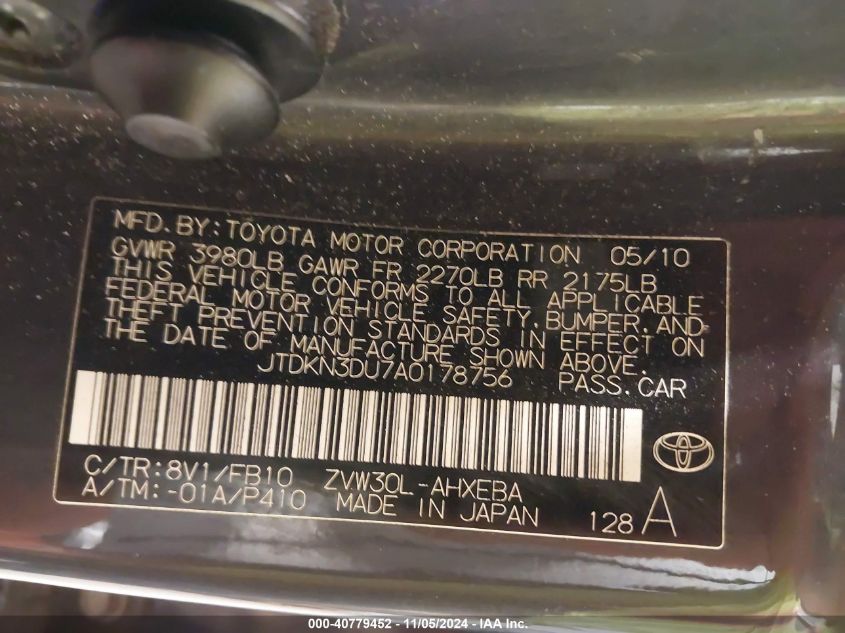 MFD. BY: TOYOTA MOTOR CORPORATION 05/10
GVWR 3980LB GAWR FR 2270LB RR 2175LB
THIS VEHICLE CONFORMS TO ALL APPLICABLE
FEDERAL MOTOR VEHICLE SAFETY, BUMPER, AND
THEFT PREVENTION STANDARDS IN EFFECT ON
THE DATE OF MANUFACTURE SHOWN ABOVE.
JTDKN3DU7A0178756 PASS. CAR
C/TR: 8V1/FB10 ZVW30L-AHXEBA
A/TM: -01A/P410 MADE IN JAPAN 128 A
000-40779452 - 11/05/2024 - IAA Inc.